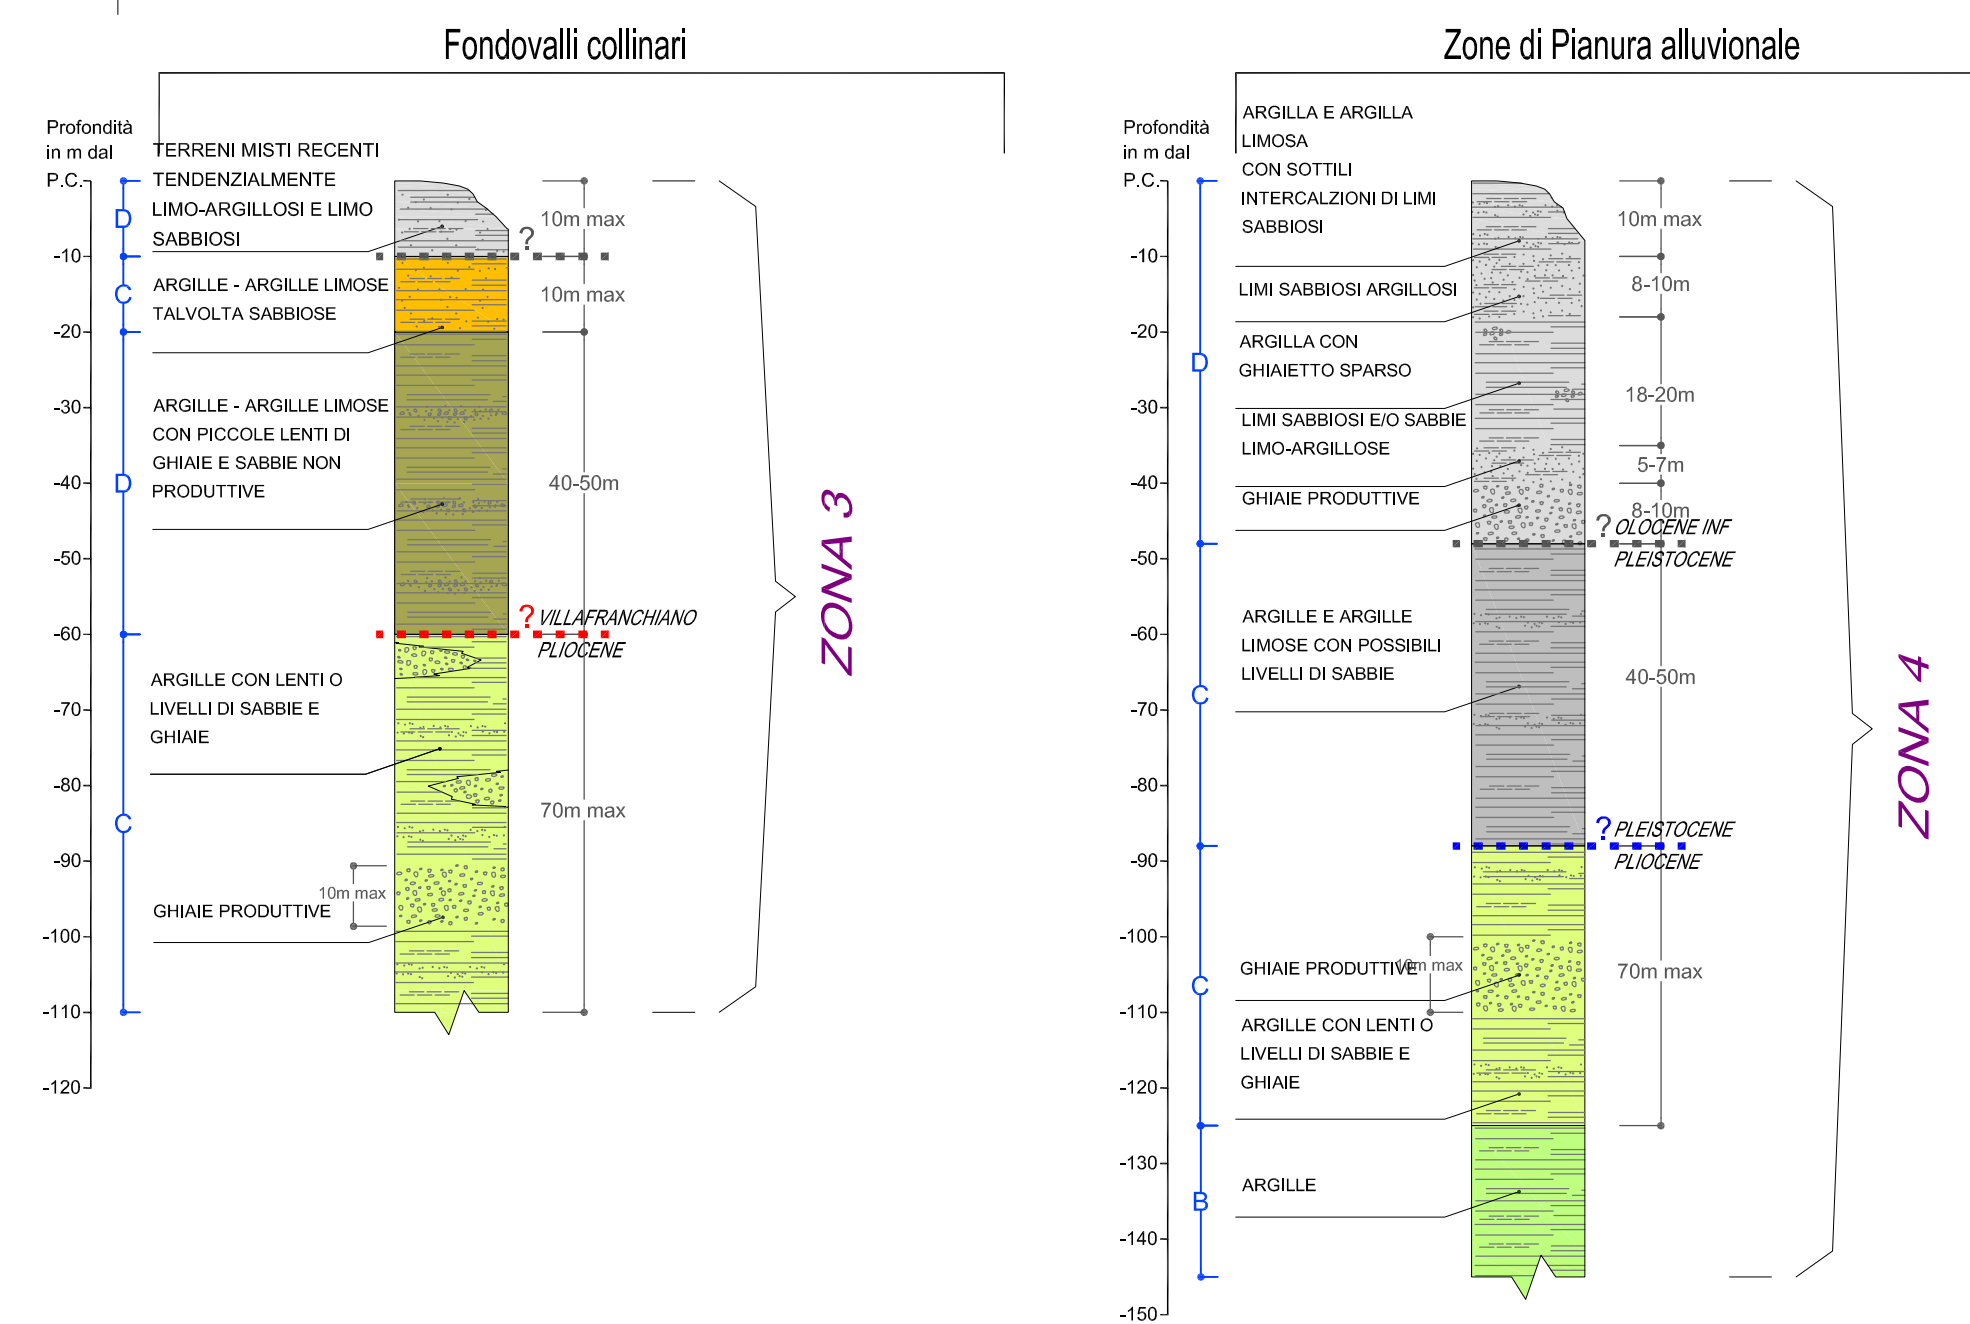 Fondovalli collinari
Profondità
in m dal
P.C.
-10
-20
-30
-40
-50
-60
-70
-80
-90
-100
-110
-120
D
C
D
C
TERRENI MISTI RECENTI
TENDENZIALMENTE
LIMO-ARGILLOSI E LIMO
SABBIOSI
ARGILLE - ARGILLE LIMOSE
TALVOLTA SABBIOSE
ARGILLE - ARGILLE LIMOSE
CON PICCOLE LENTI DI
GHIAIE E SABBIE NON
PRODUTTIVE
ARGILLE CON LENTI O
LIVELLI DI SABBIE E
GHIAIE
10m max
GHIAIE PRODUTTIVE
10m max
?
10m max
40-50m
? VILLAFRANCHIANO
PLIOCENE
70m max
ZONA 3
Zone di Pianura alluvionale
Profondità
in m dal
P.C.
-10
-20
-30
-40
-50
-60
-70
-80
-90
-100
-110
-120
-130
-140
-150
D
C
C
B
ARGILLA E ARGILLA
LIMOSA
CON SOTTILI
INTERCALZIONI DI LIMI
SABBIOSI
LIMI SABBIOSI ARGILLOSI
ARGILLA CON
GHIAIETTO SPARSO
LIMI SABBIOSI E/O SABBIE
LIMO-ARGILLOSE
GHIAIE PRODUTTIVE
ARGILLE E ARGILLE
LIMOSE CON POSSIBILI
LIVELLI DI SABBIE
GHIAIE PRODUTTIVE
10m max
ARGILLE CON LENTI O
LIVELLI DI SABBIE E
GHIAIE
ARGILLE
10m max
8-10m
18-20m
5-7m
8-10m
? OLOCENE INF
PLEISTOCENE
40-50m
? PLEISTOCENE
PLIOCENE
70m max
ZONA 4